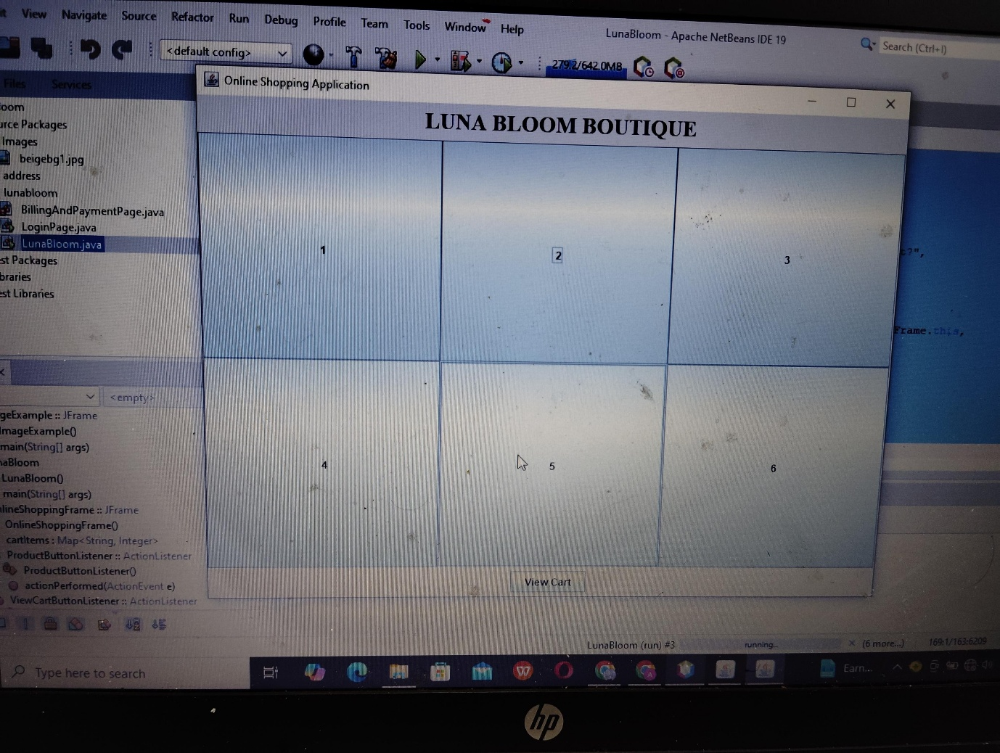 it View Navigate Source Refactor Run Debug Profile Team Tools Window Help
LunaBloom - Apache NetBeans IDE 19
Search (Ctrl+I)
<default config>
279.2/642.0MB
Files Services
Online Shopping Application
LUNA BLOOM BOUTIQUE
oom
urce Packages
Images
beigebg1.jpg
address
lunabloom
BillingAndPaymentPage.java
LoginPage.java
LunaBloom.java
est Packages
braries
est Libraries
1
2
3
4
5
6
View Cart
t?",
Frame.this,
<empty>
geExample :: JFrame
ImageExample()
main(String[] args)
naBloom
LunaBloom()
main(String[] args)
nlineShoppingFrame :: JFrame
OnlineShoppingFrame()
cartItems : Map<String, Integer>
ProductButtonListener :: ActionListener
ProductButtonListener()
actionPerformed(ActionEvent e)
ViewCartButtonListener :: ActionListener
LunaBloom (run) #3
running...
(6 more...)
169:1/163:6209
Type here to search
Earn...
hp